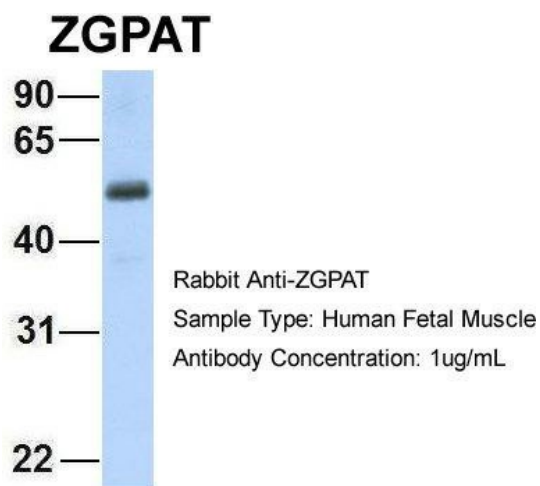 ZGPAT
90
65
40
31
22
Rabbit Anti-ZGPAT
Sample Type: Human Fetal Muscle
Antibody Concentration: 1ug/mL